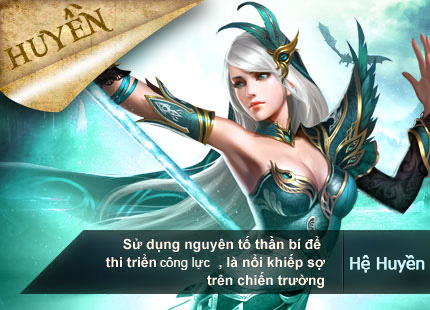 HUYỀN
Sử dụng nguyên tố thần bí để
thi triển công lực , là nổi khiếp sợ
trên chiến trường
Hệ Huyền